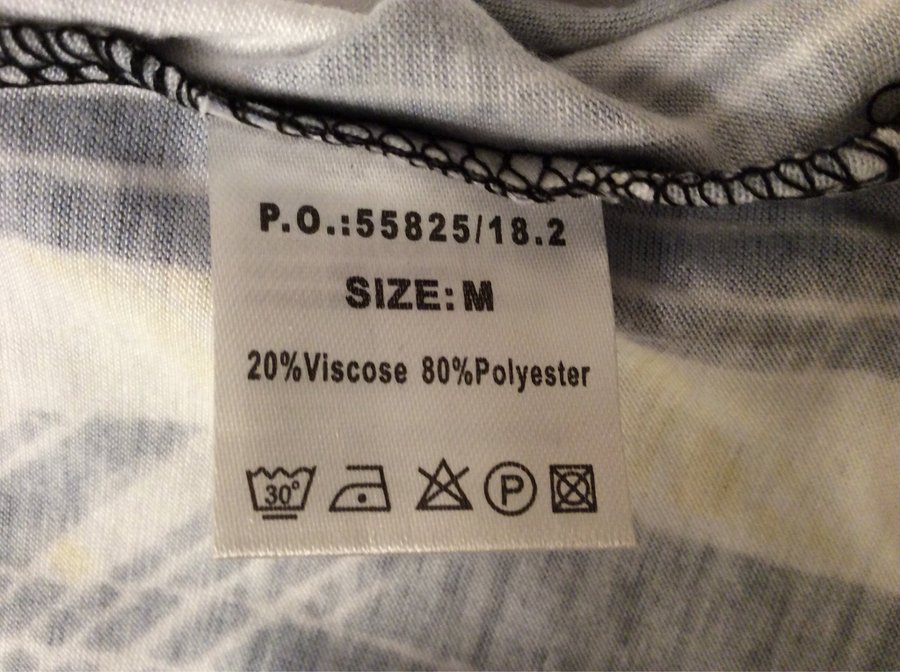 P.O.:55825/18.2
SIZE:M
20%Viscose 80%Polyester
30° P